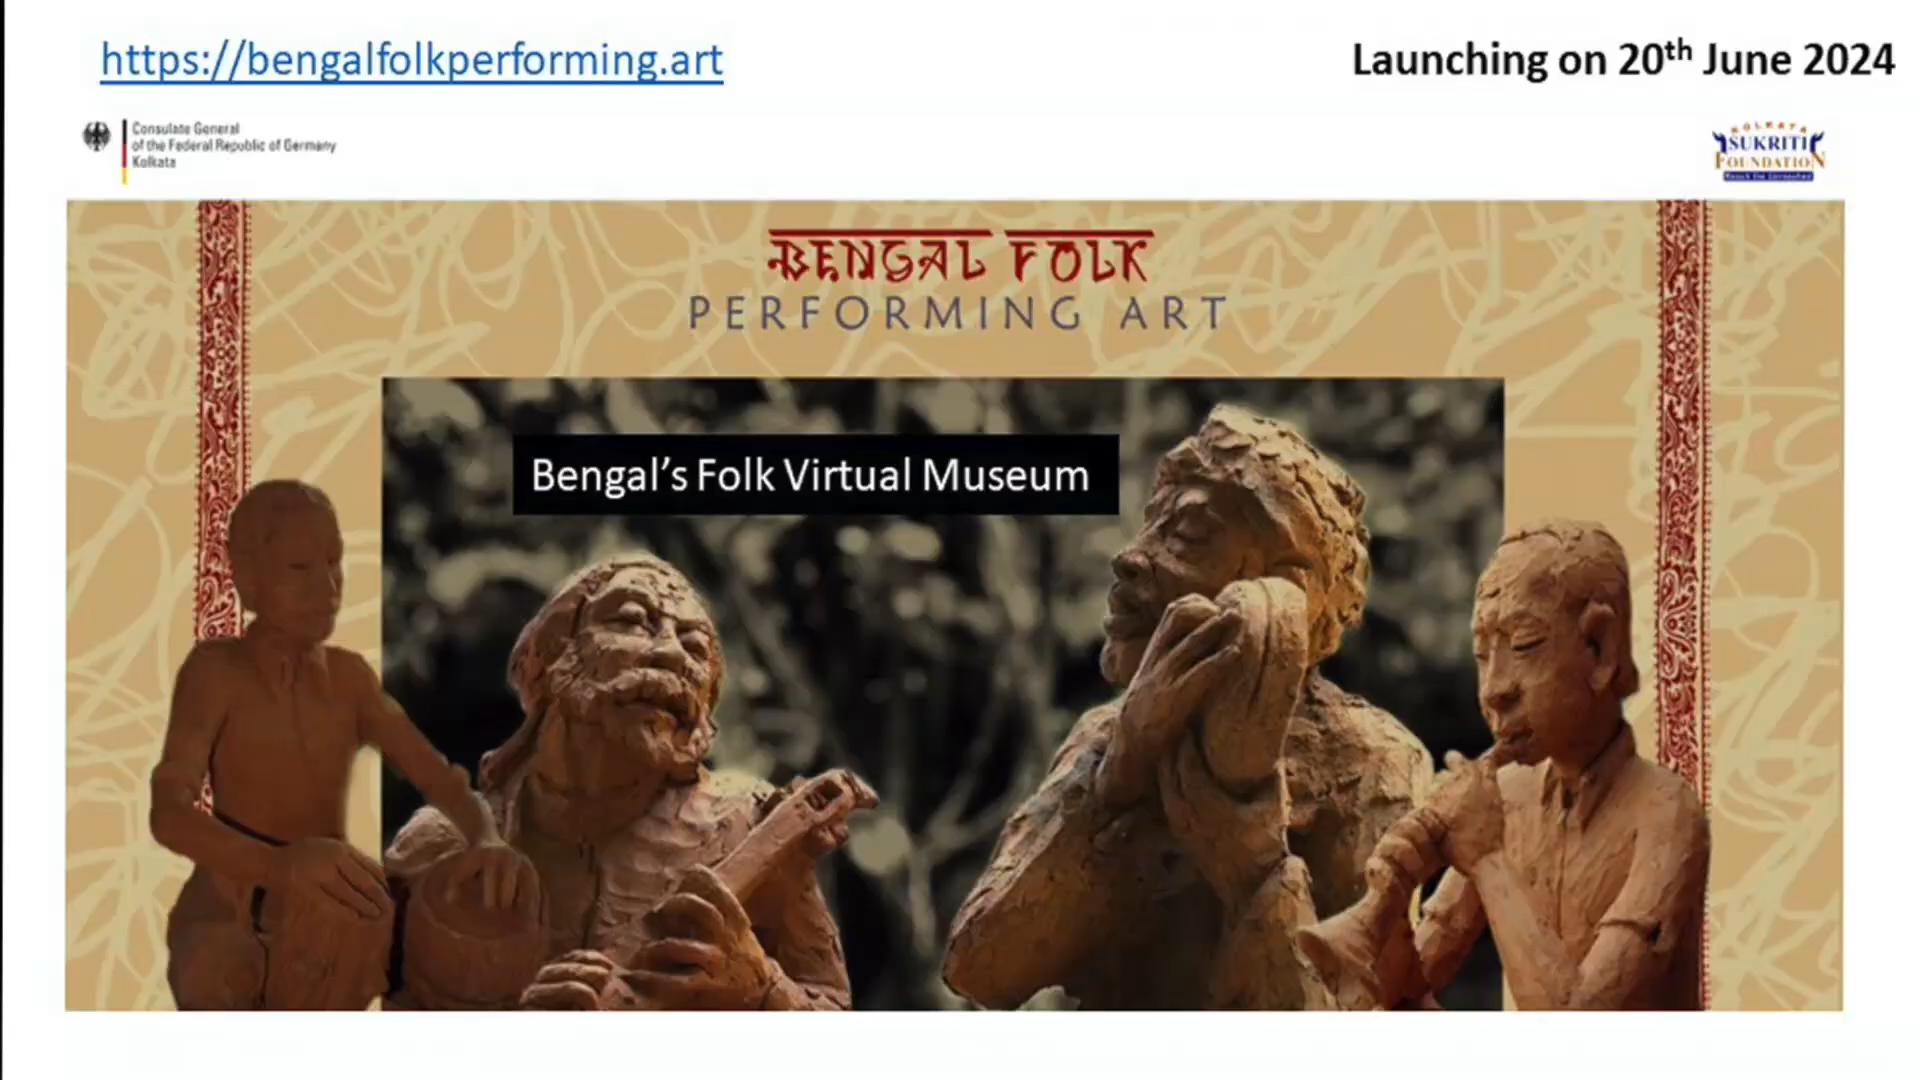 https://bengalfolkperforming.art
Launching on 20th June 2024
Consulate General
of the Federal Republic of Germany
Kolkata
KOLKATA
SUKRITI
FOUNDATION
BENGAL FOLK
PERFORMING ART
Bengal's Folk Virtual Museum